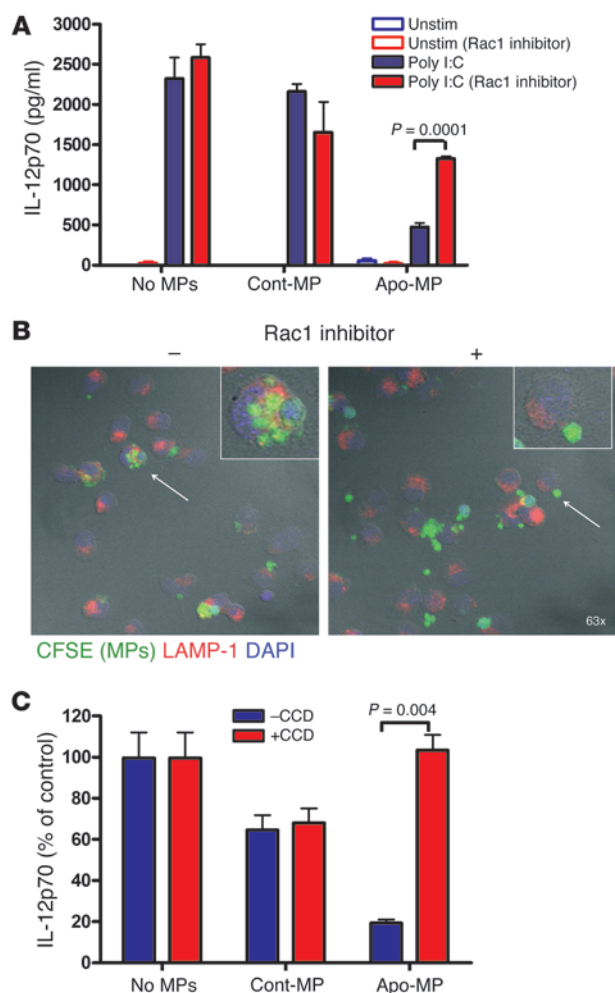 A
Unstim
Unstim (Rac1 inhibitor)
Poly I:C
Poly I:C (Rac1 inhibitor)
P = 0.0001
IL-12p70 (pg/ml)
3000
2500
2000
1500
1000
500
0
No MPs Cont-MP Apo-MP
B
Rac1 inhibitor
– +
63x
CFSE (MPs) LAMP-1 DAPI
C
–CCD
+CCD
P = 0.004
IL-12p70 (% of control)
120
100
80
60
40
20
0
No MPs Cont-MP Apo-MP